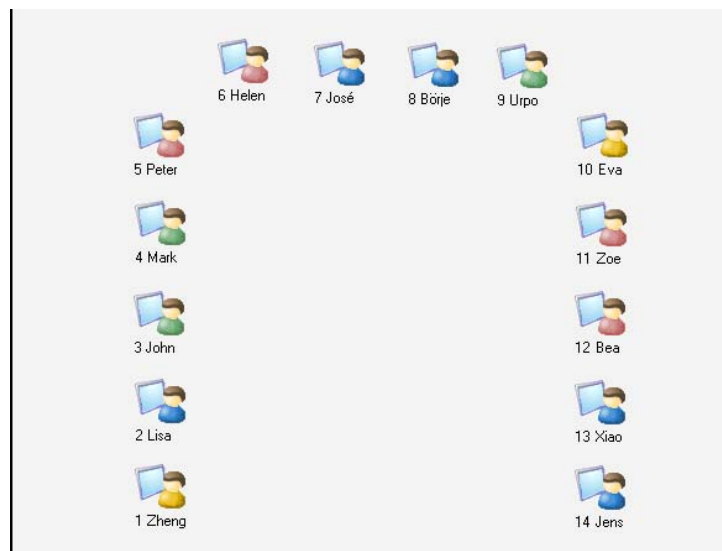 6 Helen
7 José
8 Börje
9 Urpo
5 Peter
10 Eva
4 Mark
11 Zoe
3 John
12 Bea
2 Lisa
13 Xiao
1 Zheng
14 Jens